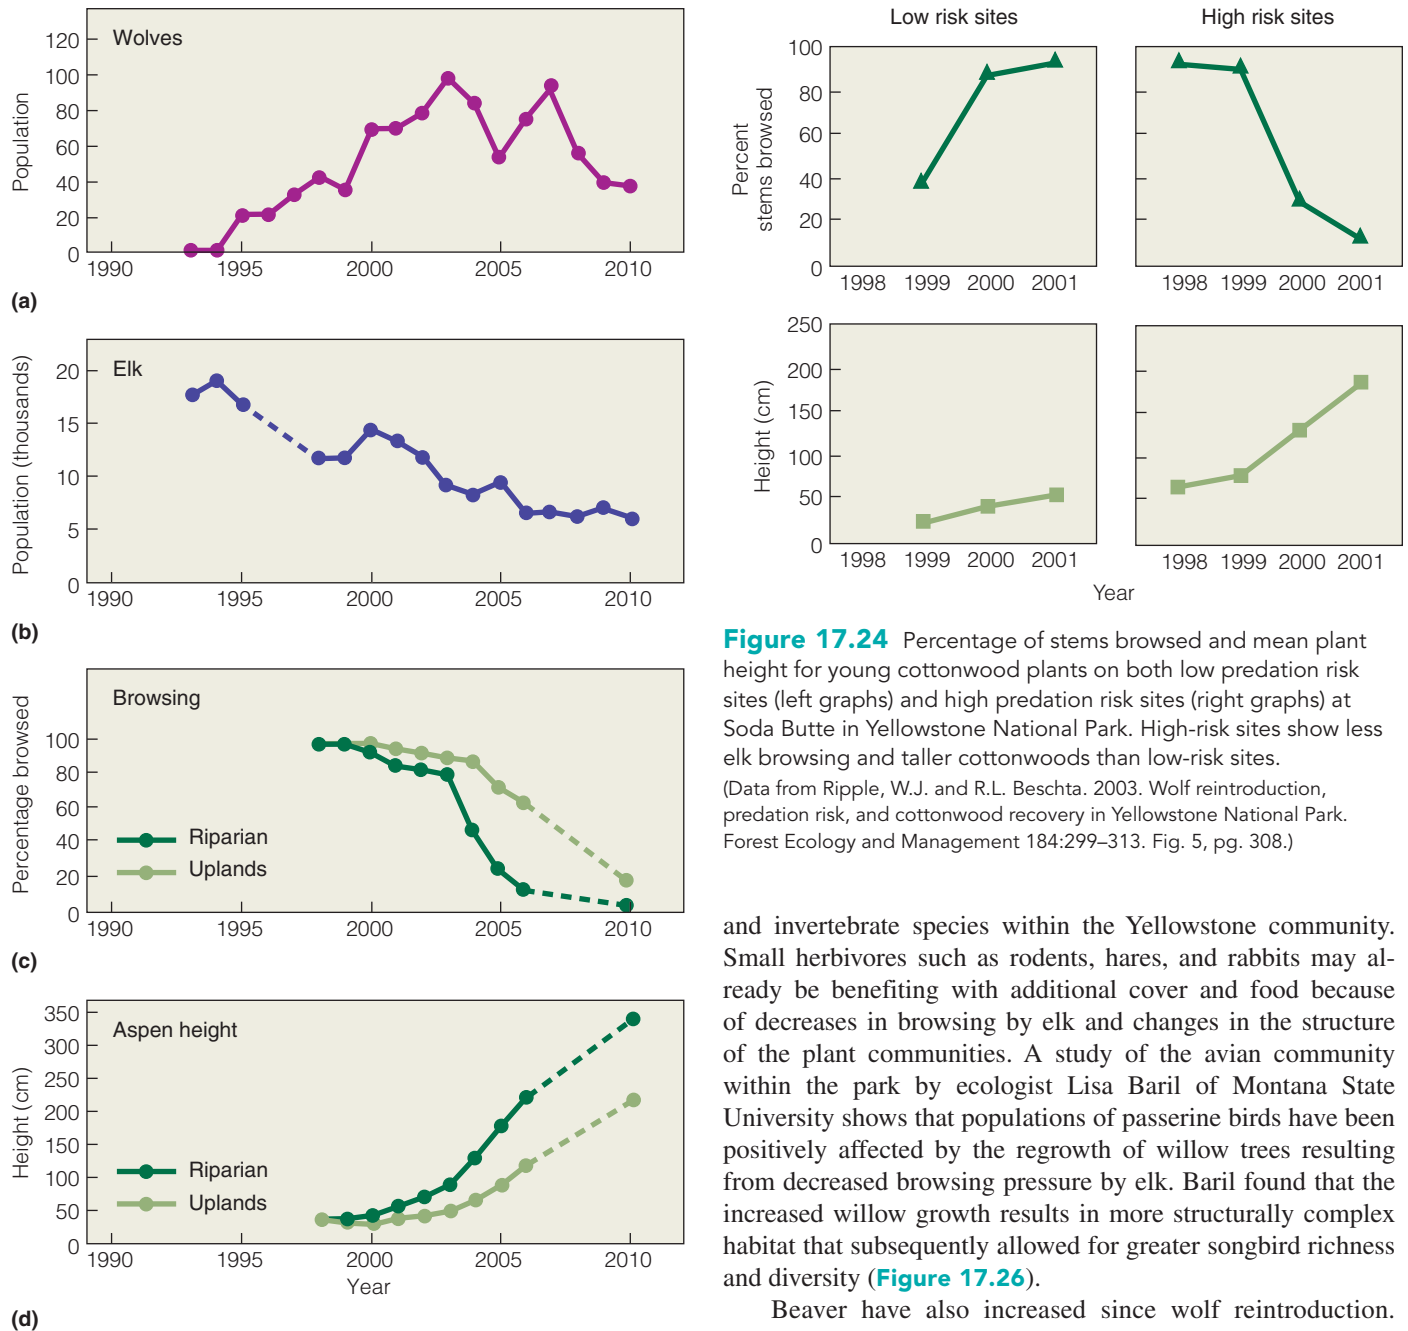 Wolves
Population
120
100
80
60
40
20
0
1990 1995 2000 2005 2010
(a)
Elk
Population (thousands)
20
15
10
5
0
1990 1995 2000 2005 2010
(b)
Browsing
Percentage browsed
100
80
60
40
20
0
Riparian
Uplands
1990 1995 2000 2005 2010
(c)
Aspen height
Height (cm)
350
300
250
200
150
100
50
0
Riparian
Uplands
1990 1995 2000 2005 2010
Year
(d)
Low risk sites High risk sites
Percent
stems browsed
100
80
60
40
20
0
1998 1999 2000 2001 1998 1999 2000 2001
Height (cm)
250
200
150
100
50
0
1998 1999 2000 2001 1998 1999 2000 2001
Year
Figure 17.24 Percentage of stems browsed and mean plant
height for young cottonwood plants on both low predation risk
sites (left graphs) and high predation risk sites (right graphs) at
Soda Butte in Yellowstone National Park. High-risk sites show less
elk browsing and taller cottonwoods than low-risk sites.
(Data from Ripple, W.J. and R.L. Beschta. 2003. Wolf reintroduction,
predation risk, and cottonwood recovery in Yellowstone National Park.
Forest Ecology and Management 184:299–313. Fig. 5, pg. 308.)
and invertebrate species within the Yellowstone community.
Small herbivores such as rodents, hares, and rabbits may al-
ready be benefiting with additional cover and food because
of decreases in browsing by elk and changes in the structure
of the plant communities. A study of the avian community
within the park by ecologist Lisa Baril of Montana State
University shows that populations of passerine birds have been
positively affected by the regrowth of willow trees resulting
from decreased browsing pressure by elk. Baril found that the
increased willow growth results in more structurally complex
habitat that subsequently allowed for greater songbird richness
and diversity (Figure 17.26).
Beaver have also increased since wolf reintroduction.